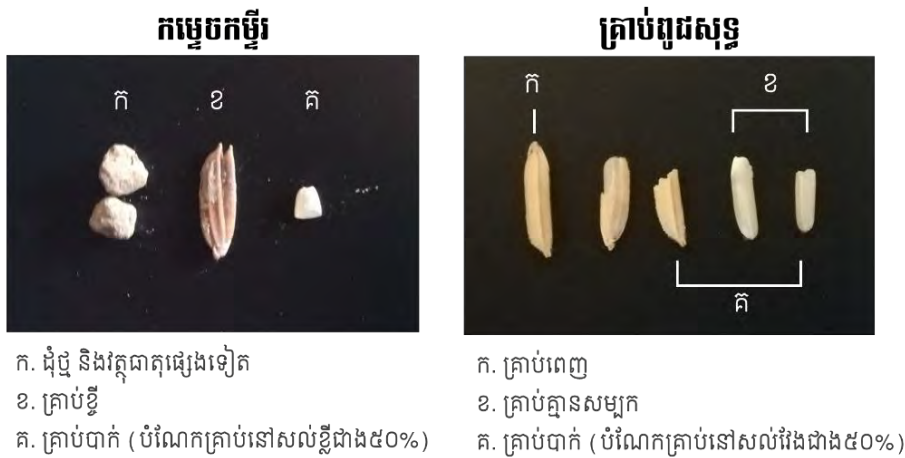 កម្ទេចកម្ទីរ
គ្រាប់ពូជសុទ្ធ
ក ខ គ
ក ខ
គ
ក. ដុំថ្ម និងវត្ថុធាតុផ្សេងទៀត
ខ. គ្រាប់ខ្ចី
គ. គ្រាប់បាក់ (បំណែកគ្រាប់នៅសល់ខ្លីជាង៥០%)
ក. គ្រាប់ពេញ
ខ. គ្រាប់គ្មានសម្បក
គ. គ្រាប់បាក់ (បំណែកគ្រាប់នៅសល់វែងជាង៥០%)